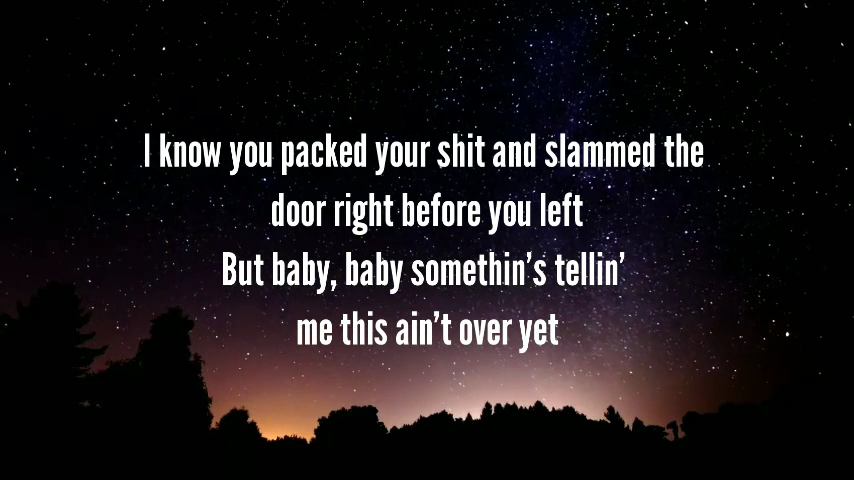 I know you packed your shit and slammed the
door right before you left
But baby, baby somethin’s tellin’
me this ain’t over yet